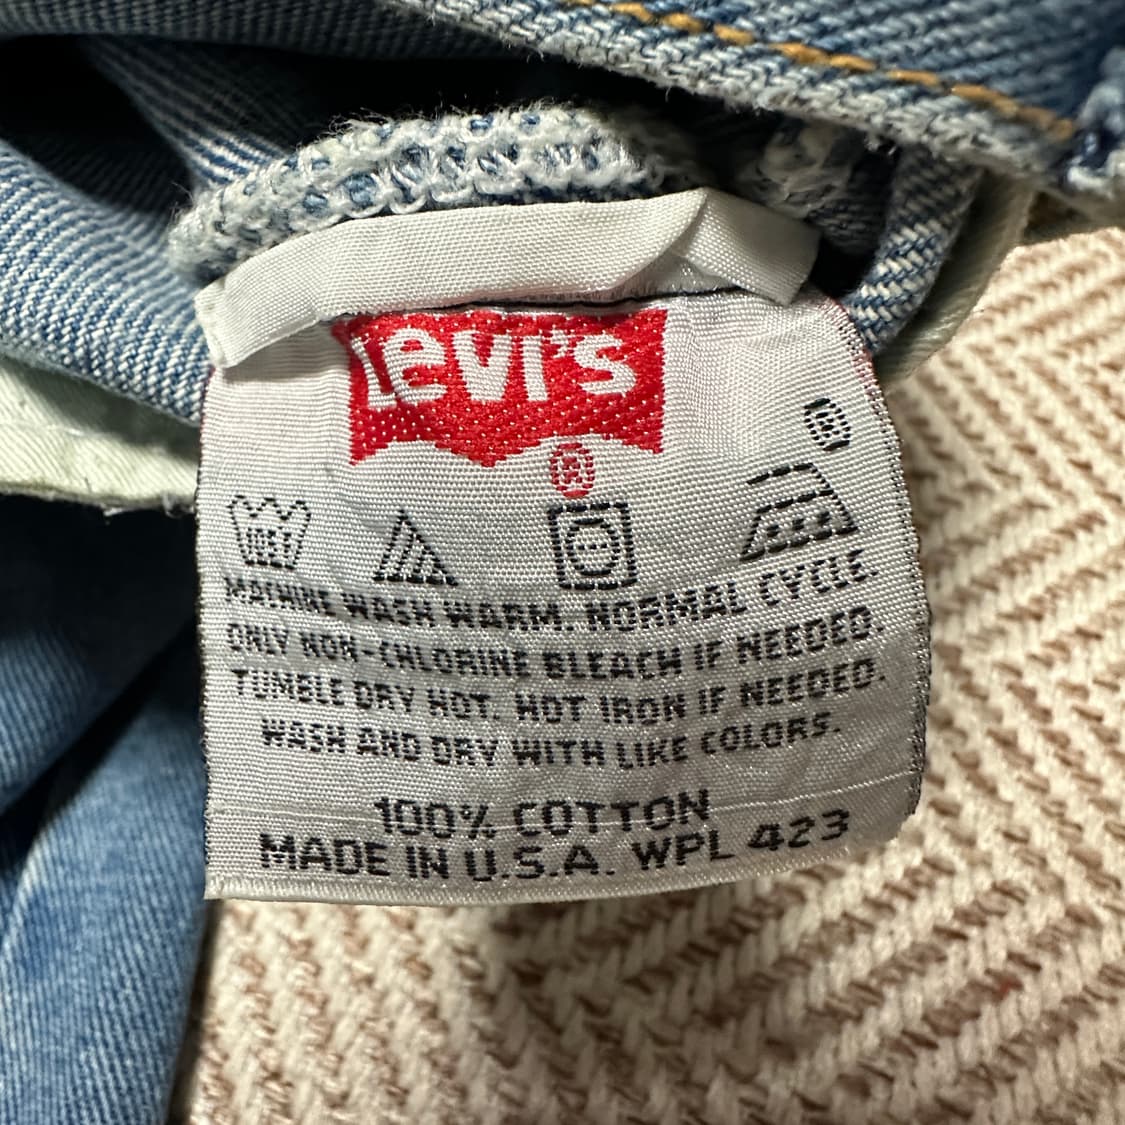 Levi's
®
®
MACHINE WASH WARM. NORMAL CYCLE.
ONLY NON-CHLORINE BLEACH IF NEEDED.
TUMBLE DRY HOT. HOT IRON IF NEEDED.
WASH AND DRY WITH LIKE COLORS.
100% COTTON
MADE IN U.S.A. WPL 423